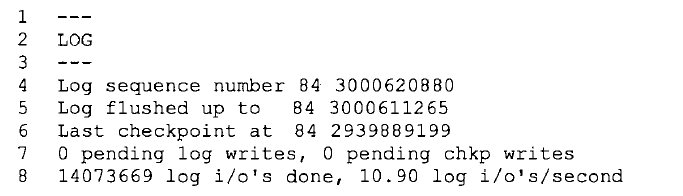 1 ---
2 LOG
3 ---
4 Log sequence number 84 3000620880
5 Log flushed up to   84 3000611265
6 Last checkpoint at  84 2939889199
7 0 pending log writes, 0 pending chkp writes
8 14073669 log i/o's done, 10.90 log i/o's/second